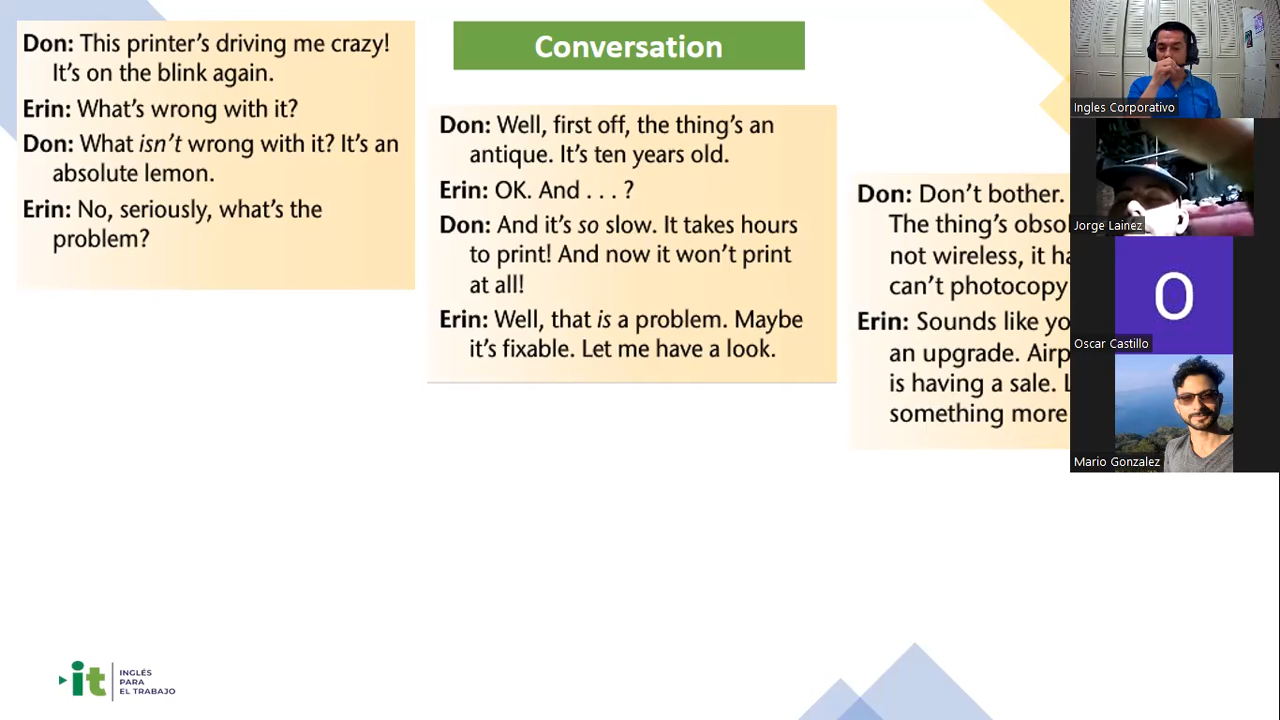 Conversation
Don: This printer's driving me crazy!
It's on the blink again.
Erin: What's wrong with it?
Don: What isn't wrong with it? It's an
absolute lemon.
Erin: No, seriously, what's the
problem?
Don: Well, first off, the thing's an
antique. It's ten years old.
Erin: OK. And . . . ?
Don: And it's so slow. It takes hours
to print! And now it won't print
at all!
Erin: Well, that is a problem. Maybe
it's fixable. Let me have a look.
Don: Don't bother.
The thing's
not wireless, it
can't photocopy
Erin: Sounds like
an upgrade.
is having a sale.
something more
Ingles Corporativo
Jorge Lainez
O
Oscar Castillo
Mario Gonzalez
it
INGLÉS
PARA
EL TRABAJO